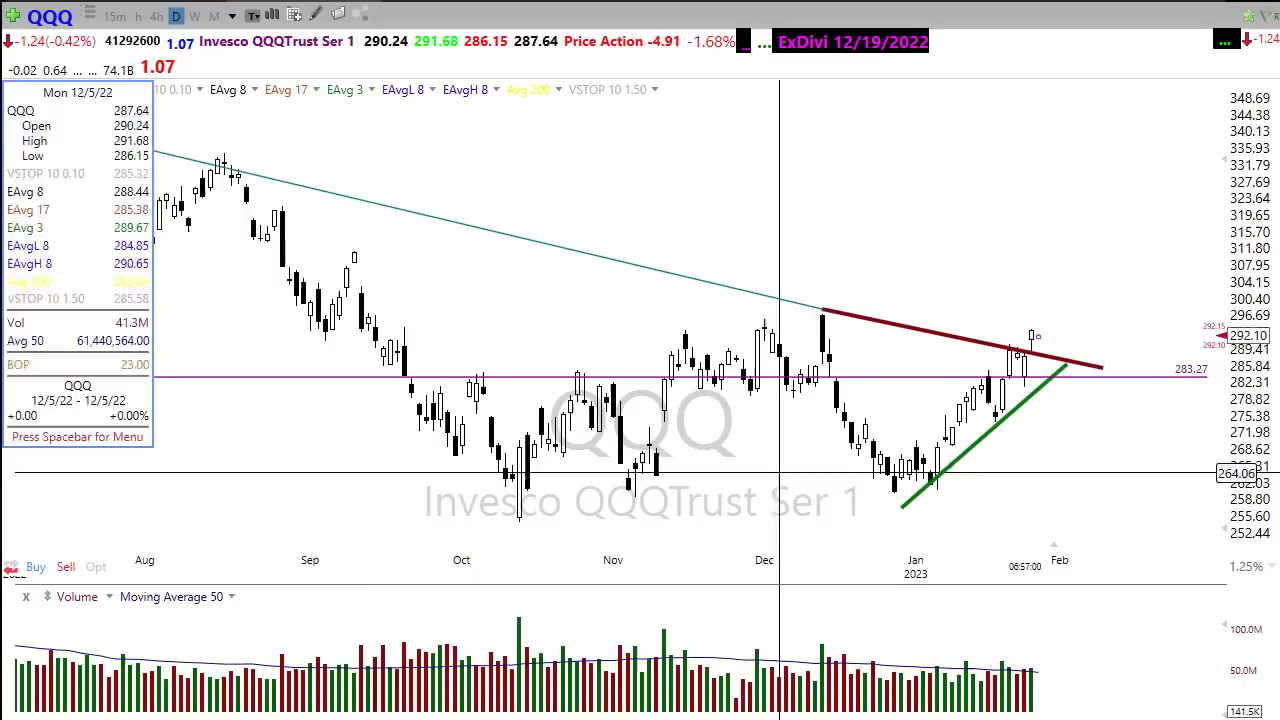 QQQ 15m h 4h D W M
-1.24(-0.42%) 41292600 1.07 Invesco QQQTrust Ser 1 290.24 291.68 286.15 287.64 Price Action -4.91 -1.68% ... ExDivi 12/19/2022 ... -1.24
-0.02 0.64 ... ... 74.1B 1.07
10 0.10 EAvg 8 EAvg 17 EAvg 3 EAvgL 8 EAvgH 8 Avg 200 VSTOP 10 1.50
Mon 12/5/22
QQQ 287.64
Open 290.24
High 291.68
Low 286.15
VSTOP 10 0.10 285.32
EAvg 8 288.44
EAvg 17 285.38
EAvg 3 289.67
EAvgL 8 284.85
EAvgH 8 290.65
Avg 200
VSTOP 10 1.50 285.58
Vol 41.3M
Avg 50 61,440,564.00
BOP 23.00
QQQ
12/5/22 - 12/5/22
+0.00 +0.00%
Press Spacebar for Menu
348.69
344.38
340.13
335.93
331.79
327.69
323.64
319.65
315.70
311.80
307.95
304.15
300.40
296.69
292.15
292.10
292.10
289.41
285.84
283.27
282.31
278.82
275.38
271.98
268.62
264.06
262.03
258.80
255.60
252.44
QQQ
Invesco QQQTrust Ser 1
Aug Sep Oct Nov Dec Jan Feb
2023 06:57:00
Buy Sell Opt 1.25%
x Volume Moving Average 50
100.0M
50.0M
141.5K